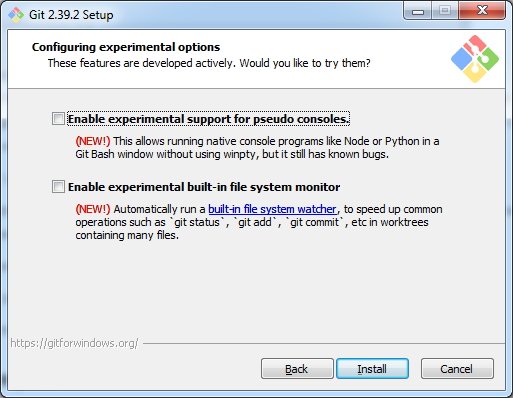 Git 2.39.2 Setup
Configuring experimental options
These features are developed actively. Would you like to try them?
Enable experimental support for pseudo consoles.
(NEW!) This allows running native console programs like Node or Python in a
Git Bash window without using winpty, but it still has known bugs.
Enable experimental built-in file system monitor
(NEW!) Automatically run a built-in file system watcher, to speed up common
operations such as `git status`, `git add`, `git commit`, etc in worktrees
containing many files.
https://gitforwindows.org/
Back
Install
Cancel